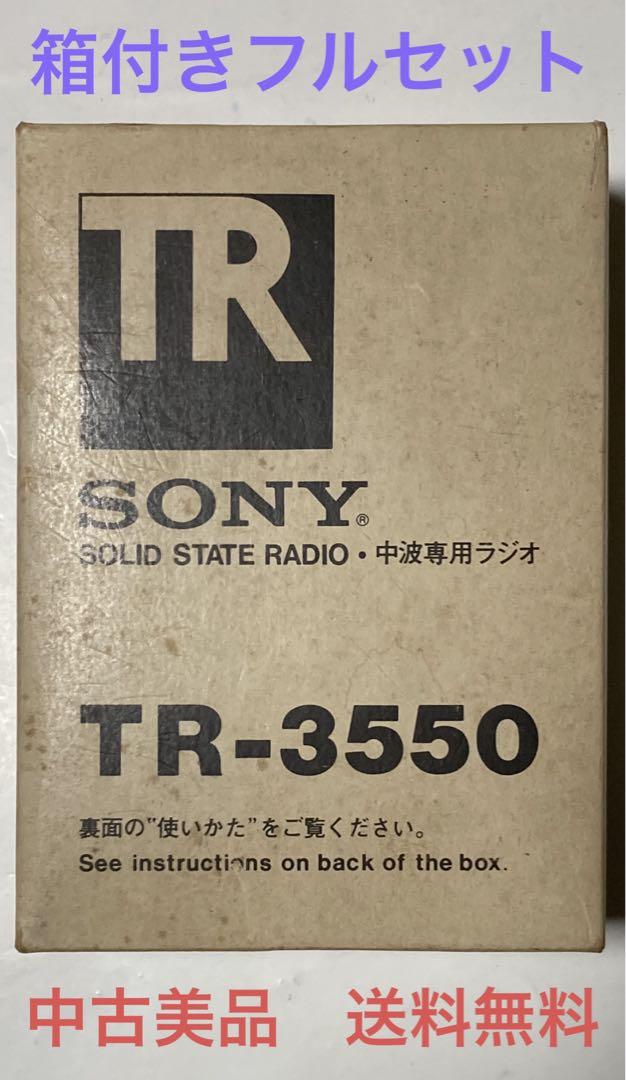 箱付きフルセット
TR
SONY®
SOLID STATE RADIO・中波専用ラジオ
TR-3550
裏面の"使いかた"をご覧ください。
See instructions on back of the box.
中古美品　送料無料